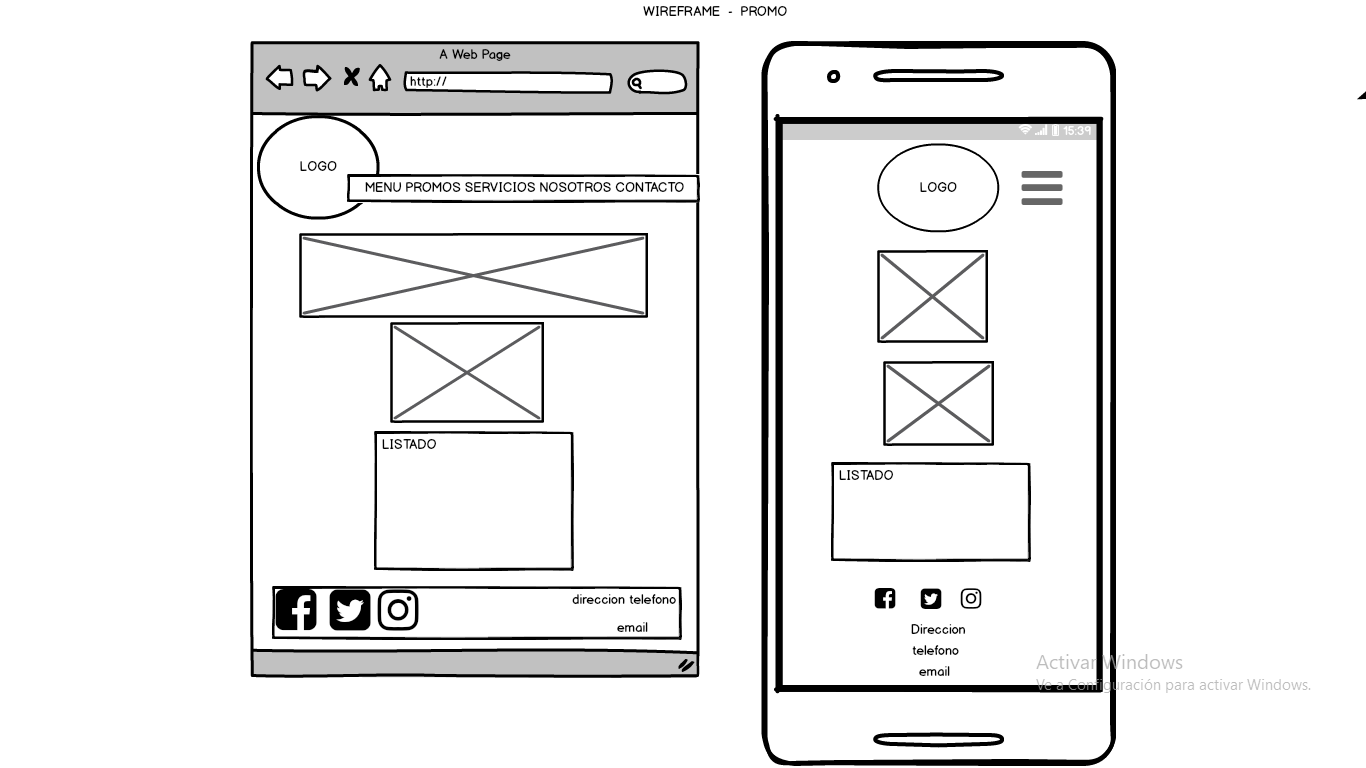 WIREFRAME - PROMO
A Web Page
http://
LOGO
MENU PROMOS SERVICIOS NOSOTROS CONTACTO
LISTADO
direccion telefono
email
15:39
LOGO
LISTADO
Direccion
telefono
email
Activar Windows
Ve a Configuración para activar Windows.